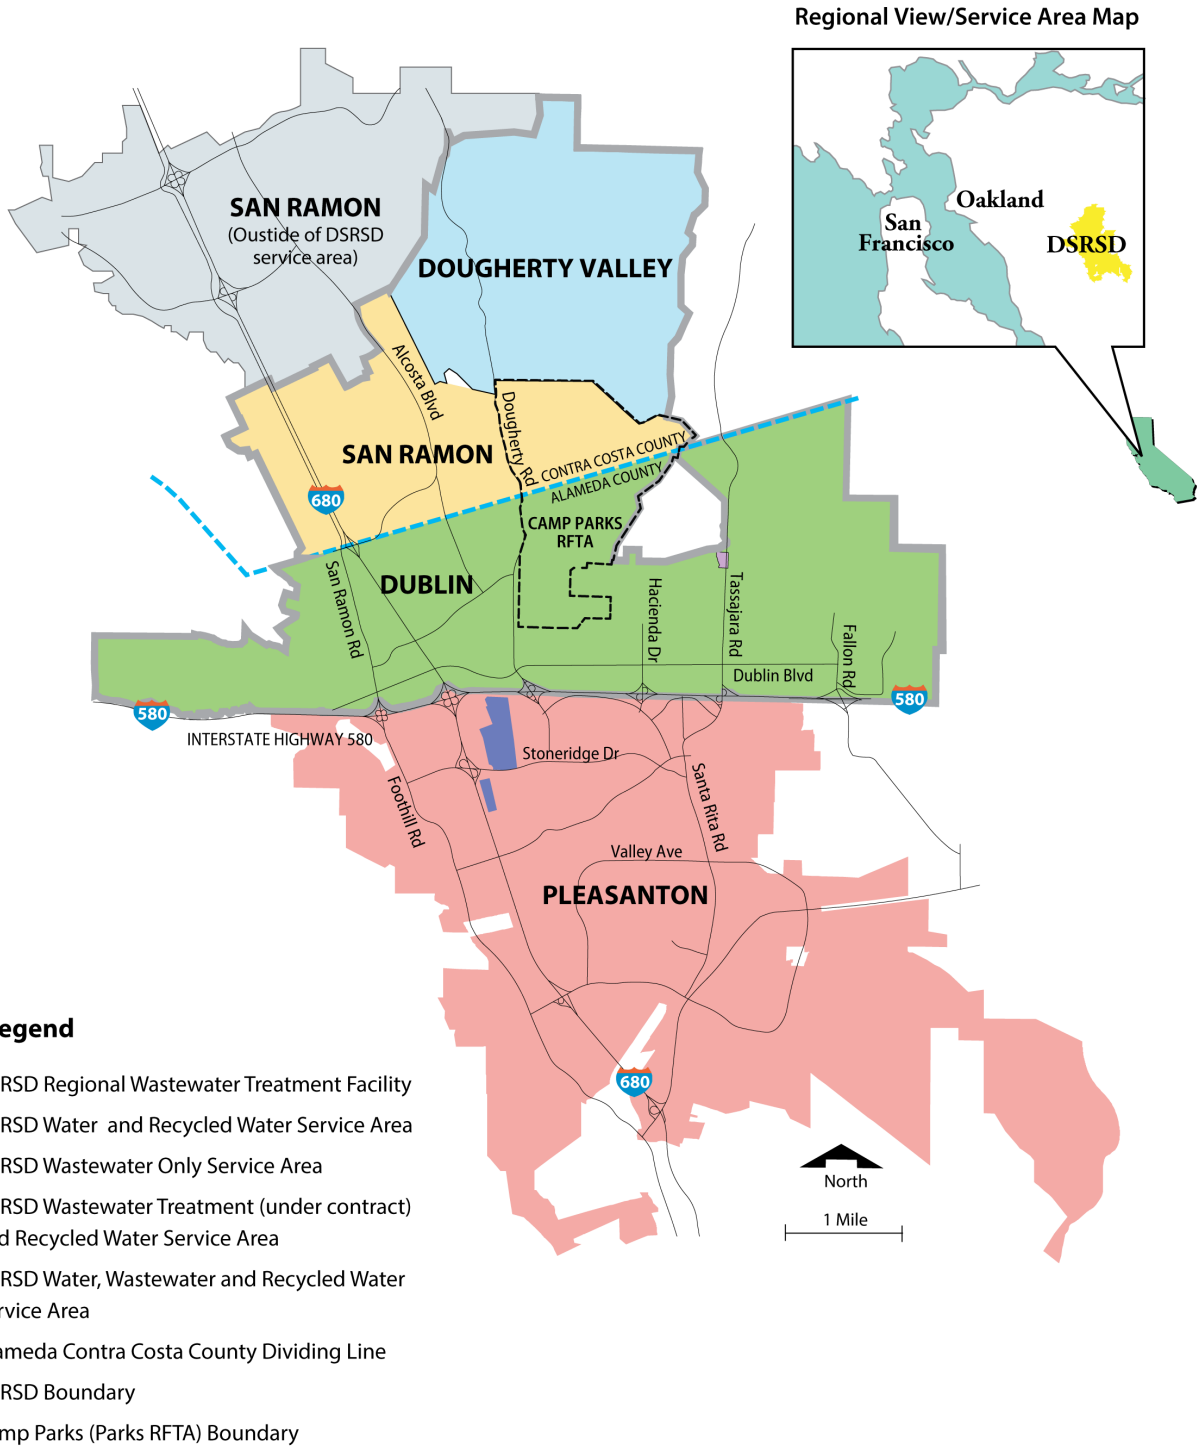 Regional View/Service Area Map
Oakland
San
Francisco
DSRSD
SAN RAMON
(Oustide of DSRSD
service area)
DOUGHERTY VALLEY
Alcosta Blvd
Dougherty Rd
SAN RAMON
CONTRA COSTA COUNTY
ALAMEDA COUNTY
680
CAMP PARKS
RFTA
DUBLIN
San Ramon Rd
Hacienda Dr
Tassajara Rd
Fallon Rd
Dublin Blvd
580
580
INTERSTATE HIGHWAY 580
Stoneridge Dr
Foothill Rd
Santa Rita Rd
Valley Ave
PLEASANTON
680
North
1 Mile
egend
RSD Regional Wastewater Treatment Facility
RSD Water and Recycled Water Service Area
RSD Wastewater Only Service Area
RSD Wastewater Treatment (under contract)
d Recycled Water Service Area
RSD Water, Wastewater and Recycled Water
rvice Area
ameda Contra Costa County Dividing Line
RSD Boundary
mp Parks (Parks RFTA) Boundary